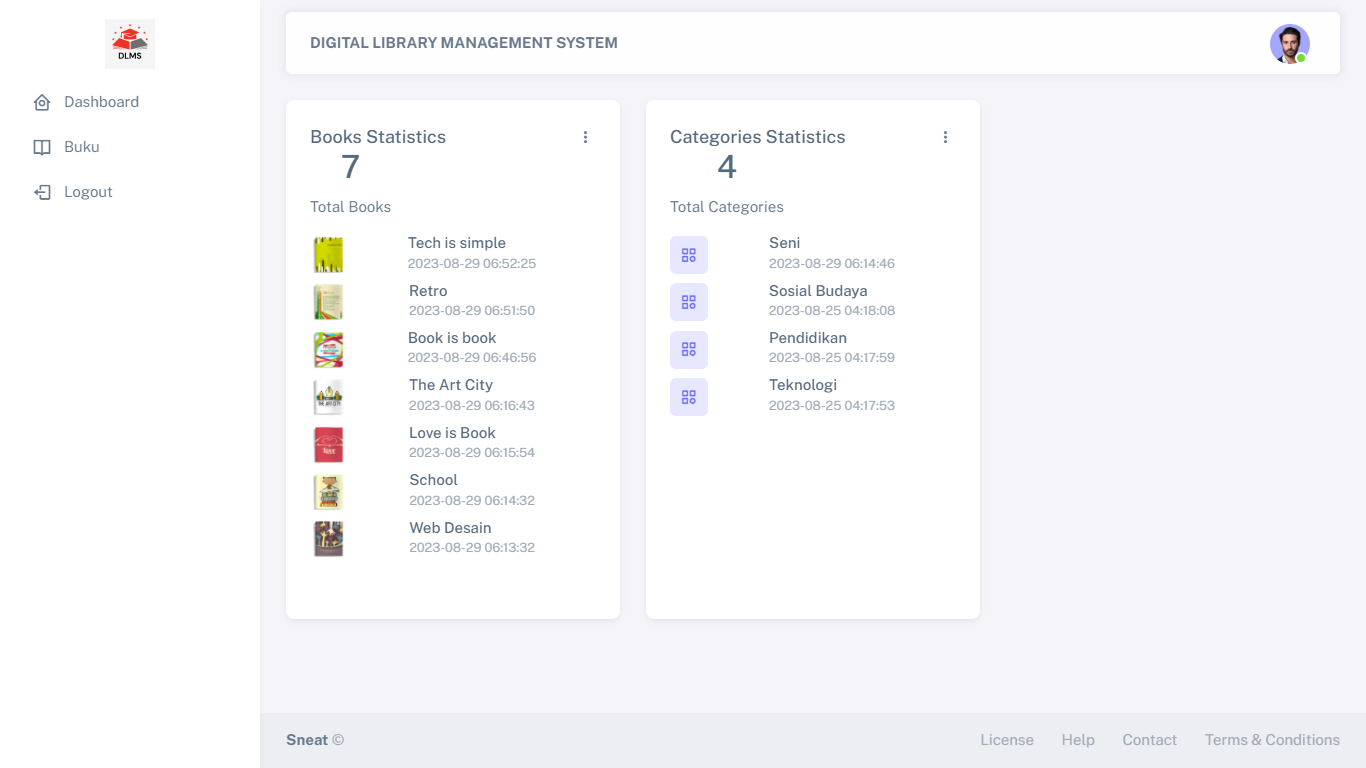 DLMS
Dashboard
Buku
Logout
DIGITAL LIBRARY MANAGEMENT SYSTEM
Books Statistics
7
Total Books
Tech is simple
2023-08-29 06:52:25
Retro
2023-08-29 06:51:50
Book is book
2023-08-29 06:46:56
The Art City
2023-08-29 06:16:43
Love is Book
2023-08-29 06:15:54
School
2023-08-29 06:14:32
Web Desain
2023-08-29 06:13:32
Categories Statistics
4
Total Categories
Seni
2023-08-29 06:14:46
Sosial Budaya
2023-08-25 04:18:08
Pendidikan
2023-08-25 04:17:59
Teknologi
2023-08-25 04:17:53
Sneat ©
License Help Contact Terms & Conditions